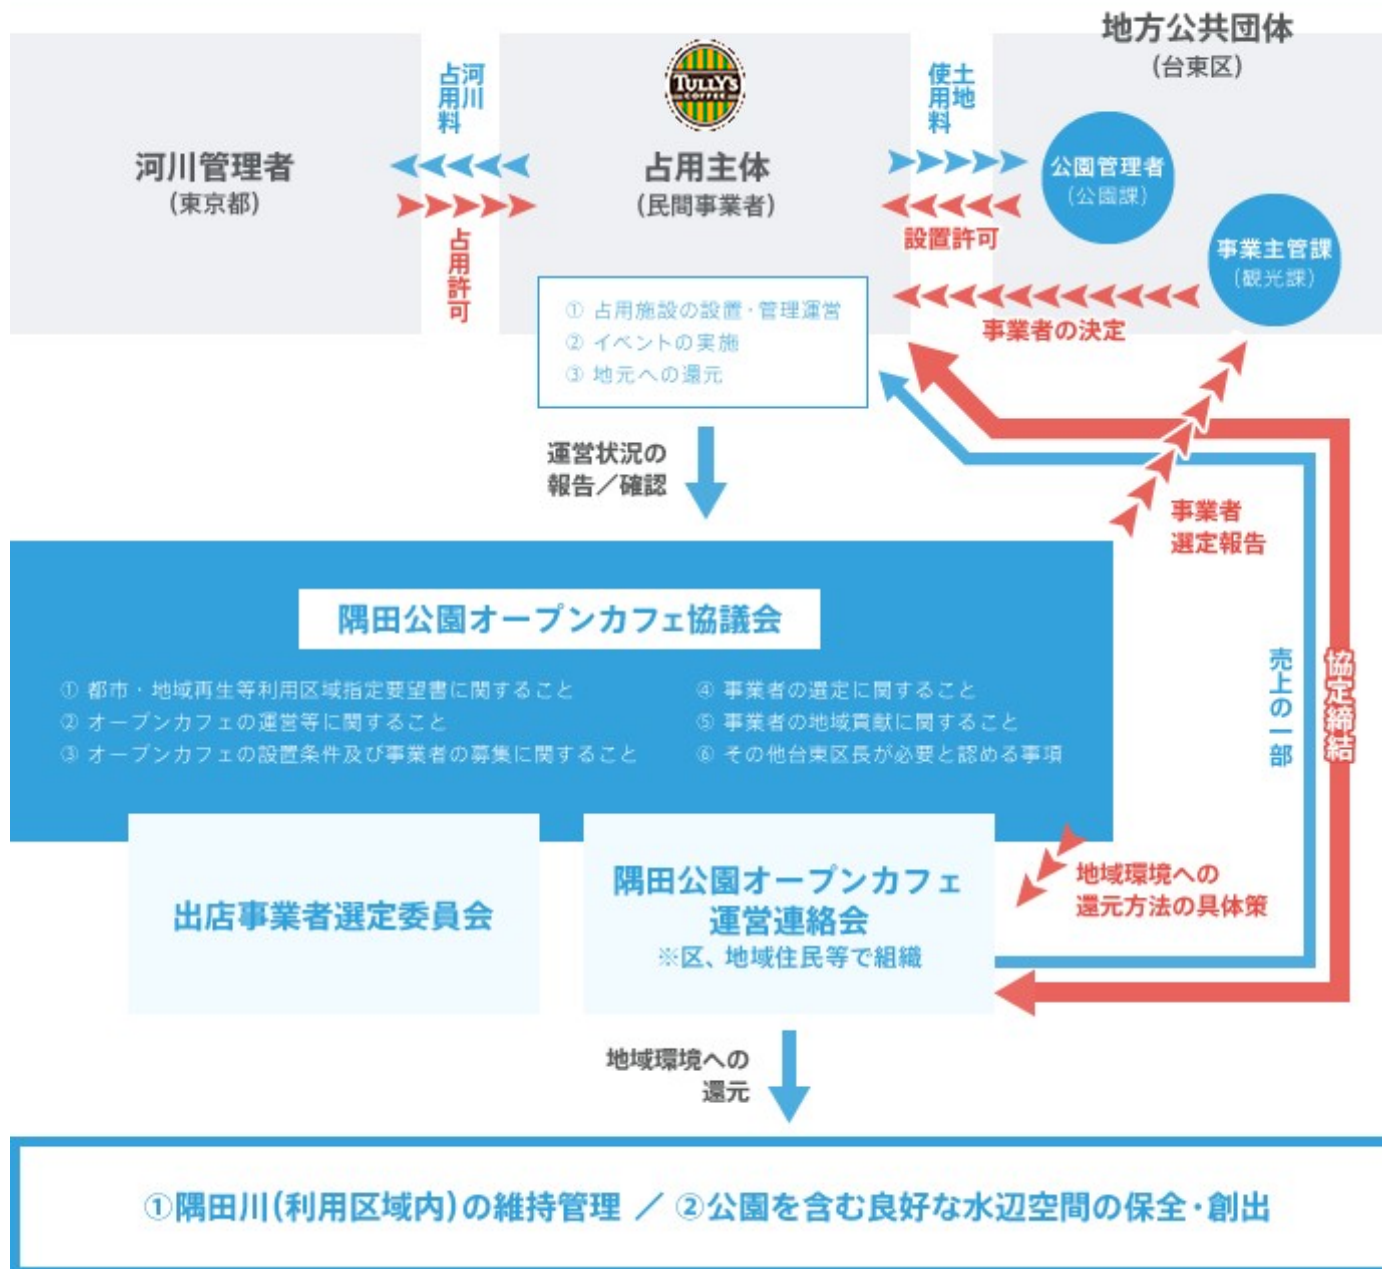 地方公共団体
(台東区)
河川
占用料
TULLY'S
COFFEE
土地
使用料
河川管理者
(東京都)
占用主体
(民間事業者)
公園管理者
(公園課)
占用許可
設置許可
事業主管課
(観光課)
事業者の決定
① 占用施設の設置・管理運営
② イベントの実施
③ 地元への還元
運営状況の
報告／確認
事業者
選定報告
隅田公園オープンカフェ協議会
① 都市・地域再生等利用区域指定要望書に関すること
② オープンカフェの運営等に関すること
③ オープンカフェの設置条件及び事業者の募集に関すること
④ 事業者の選定に関すること
⑤ 事業者の地域貢献に関すること
⑥ その他台東区長が必要と認める事項
売上の一部
協定締結
出店事業者選定委員会
隅田公園オープンカフェ
運営連絡会
※区、地域住民等で組織
地域環境への
還元方法の具体策
地域環境への
還元
①隅田川(利用区域内)の維持管理 ／ ②公園を含む良好な水辺空間の保全・創出